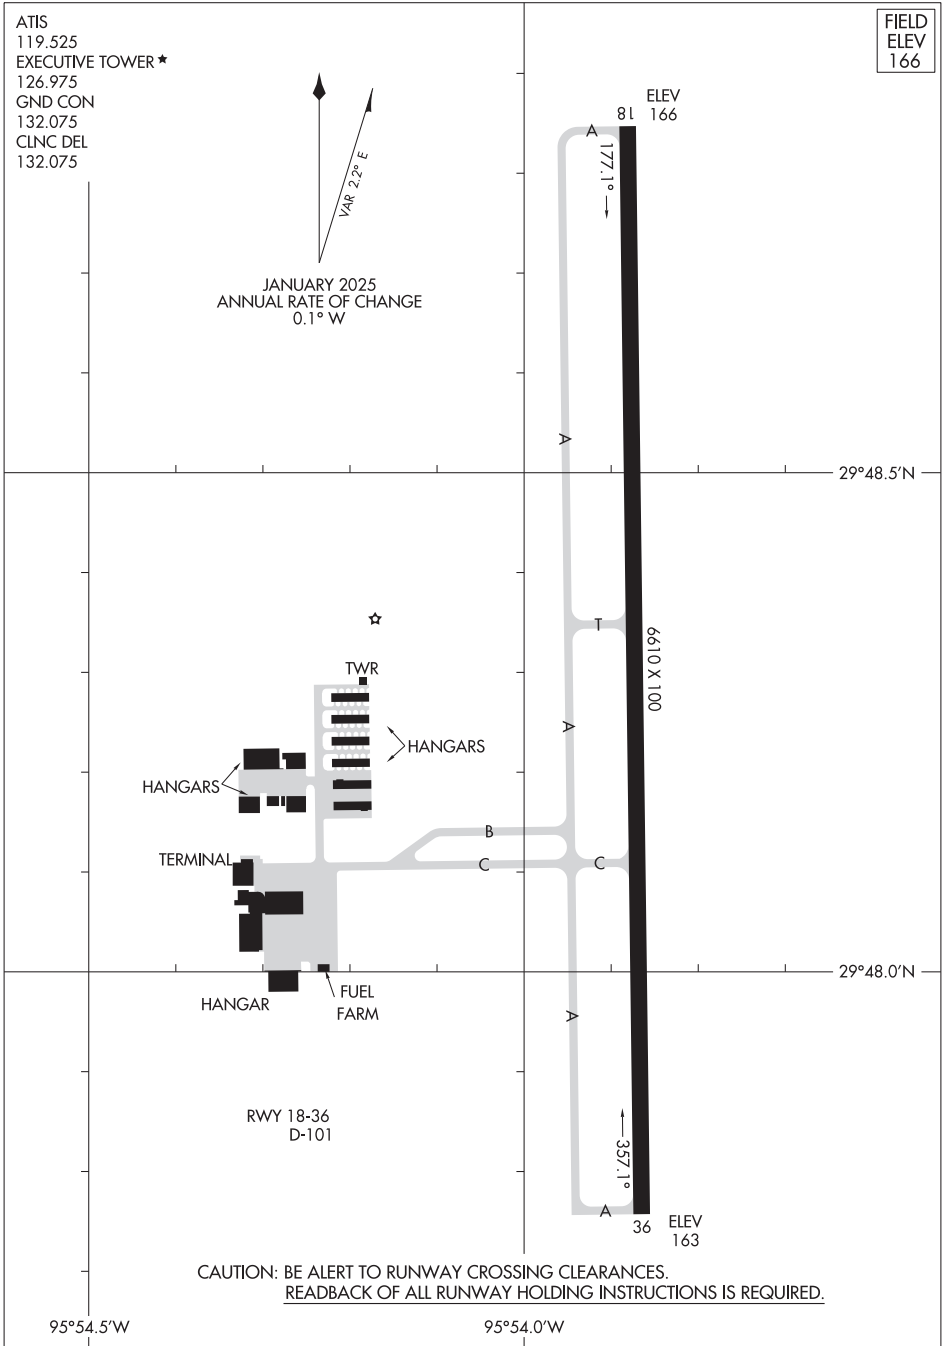 ATIS
119.525
EXECUTIVE TOWER★
126.975
GND CON
132.075
CLNC DEL
132.075
FIELD
ELEV
166
VAR 2.2° E
JANUARY 2025
ANNUAL RATE OF CHANGE
0.1° W
18
ELEV
166
A
177.1°
A
29°48.5'N
T
6610 X 100
TWR
A
HANGARS
HANGARS
B
TERMINAL
C
C
29°48.0'N
HANGAR
FUEL
FARM
A
RWY 18-36
D-101
357.1°
A
36
ELEV
163
CAUTION: BE ALERT TO RUNWAY CROSSING CLEARANCES.
READBACK OF ALL RUNWAY HOLDING INSTRUCTIONS IS REQUIRED.
95°54.5'W
95°54.0'W